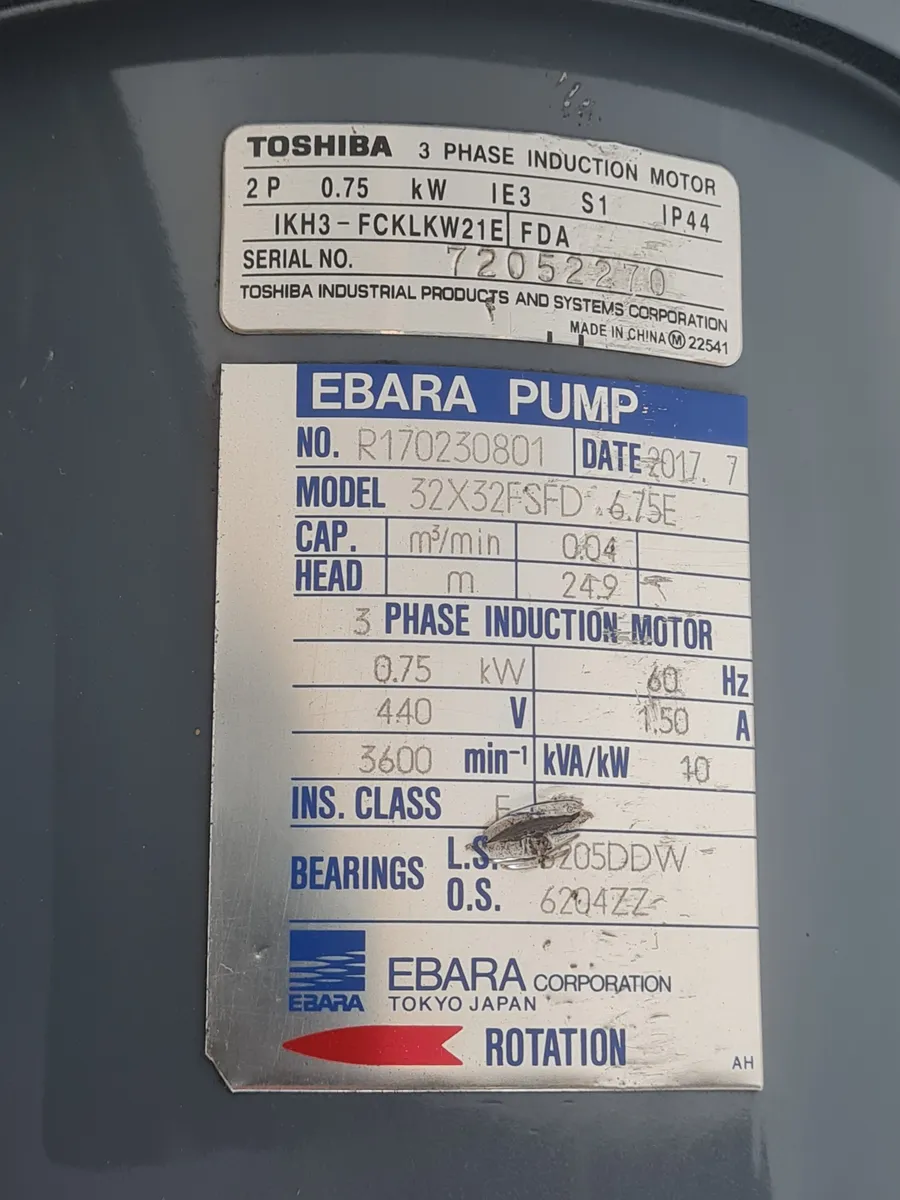 TOSHIBA 3 PHASE INDUCTION MOTOR
2P 0.75 kW IE3 S1 IP44
IKH3-FCKLKW21E FDA
SERIAL NO. 72052270
TOSHIBA INDUSTRIAL PRODUCTS AND SYSTEMS CORPORATION
MADE IN CHINA Ⓜ 22541
EBARA PUMP
NO. R170230801 DATE 2017. 7
MODEL 32X32FSFD 6.75E
CAP. m³/min 0.04
HEAD m 24.9
3 PHASE INDUCTION MOTOR
0.75 kW 60 Hz
440 V 1.50 A
3600 min⁻¹ kVA/kW 10
INS. CLASS
BEARINGS L.S. 6205DDW
O.S. 6204ZZ
EBARA
EBARA CORPORATION
TOKYO JAPAN
ROTATION
AH